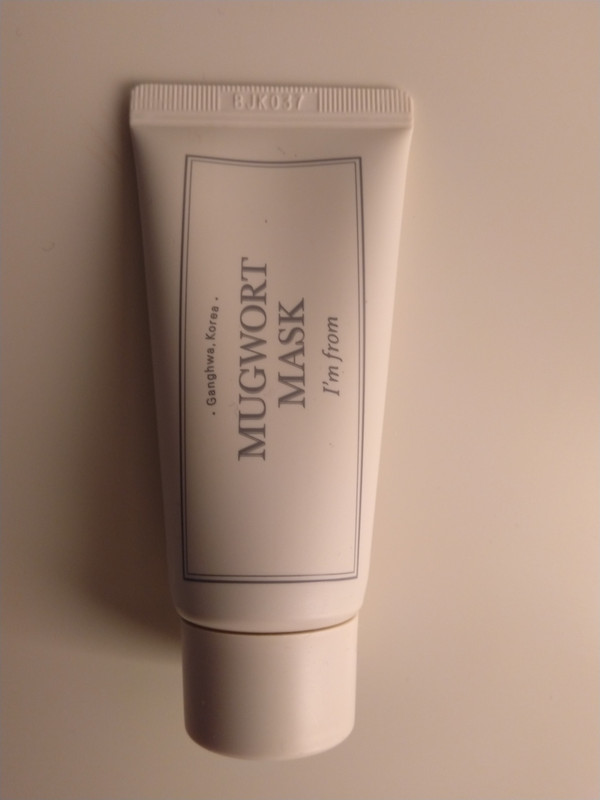 BJK037
· Ganghwa, Korea ·
MUGWORT
MASK
I'm from